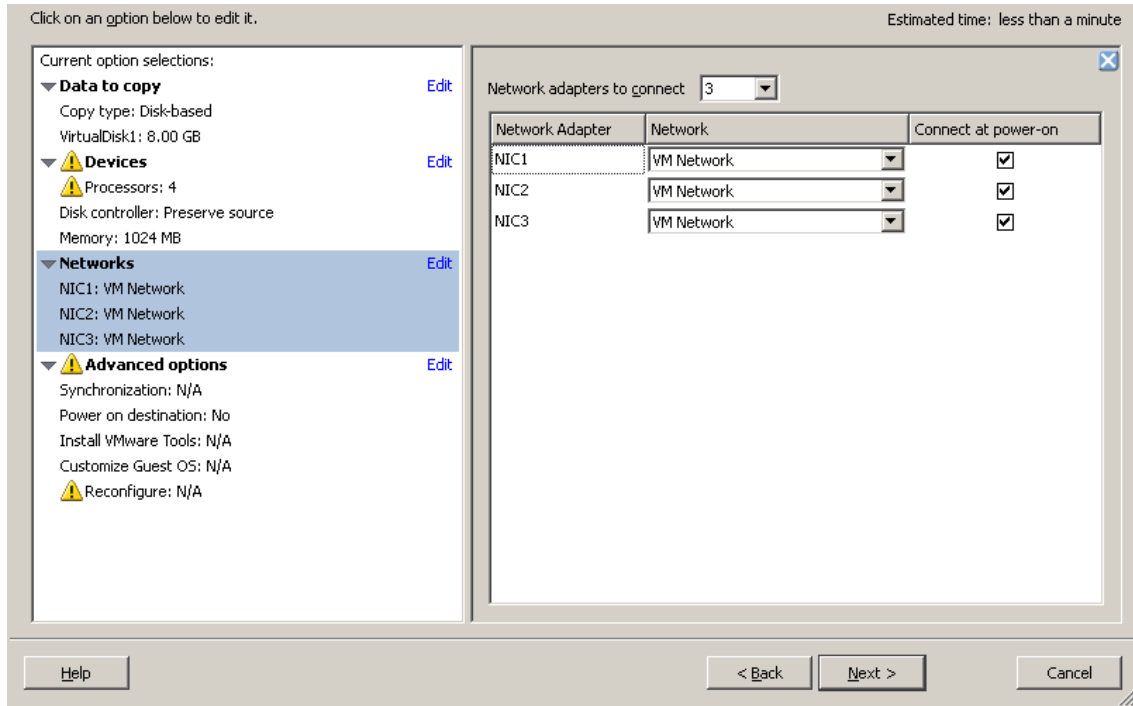 Click on an option below to edit it.
Estimated time: less than a minute
Current option selections:
Data to copy Edit
Copy type: Disk-based
VirtualDisk1: 8.00 GB
Devices Edit
Processors: 4
Disk controller: Preserve source
Memory: 1024 MB
Networks Edit
NIC1: VM Network
NIC2: VM Network
NIC3: VM Network
Advanced options Edit
Synchronization: N/A
Power on destination: No
Install VMware Tools: N/A
Customize Guest OS: N/A
Reconfigure: N/A
Network adapters to connect 3
Network Adapter Network Connect at power-on
NIC1 VM Network
NIC2 VM Network
NIC3 VM Network
Help < Back Next > Cancel